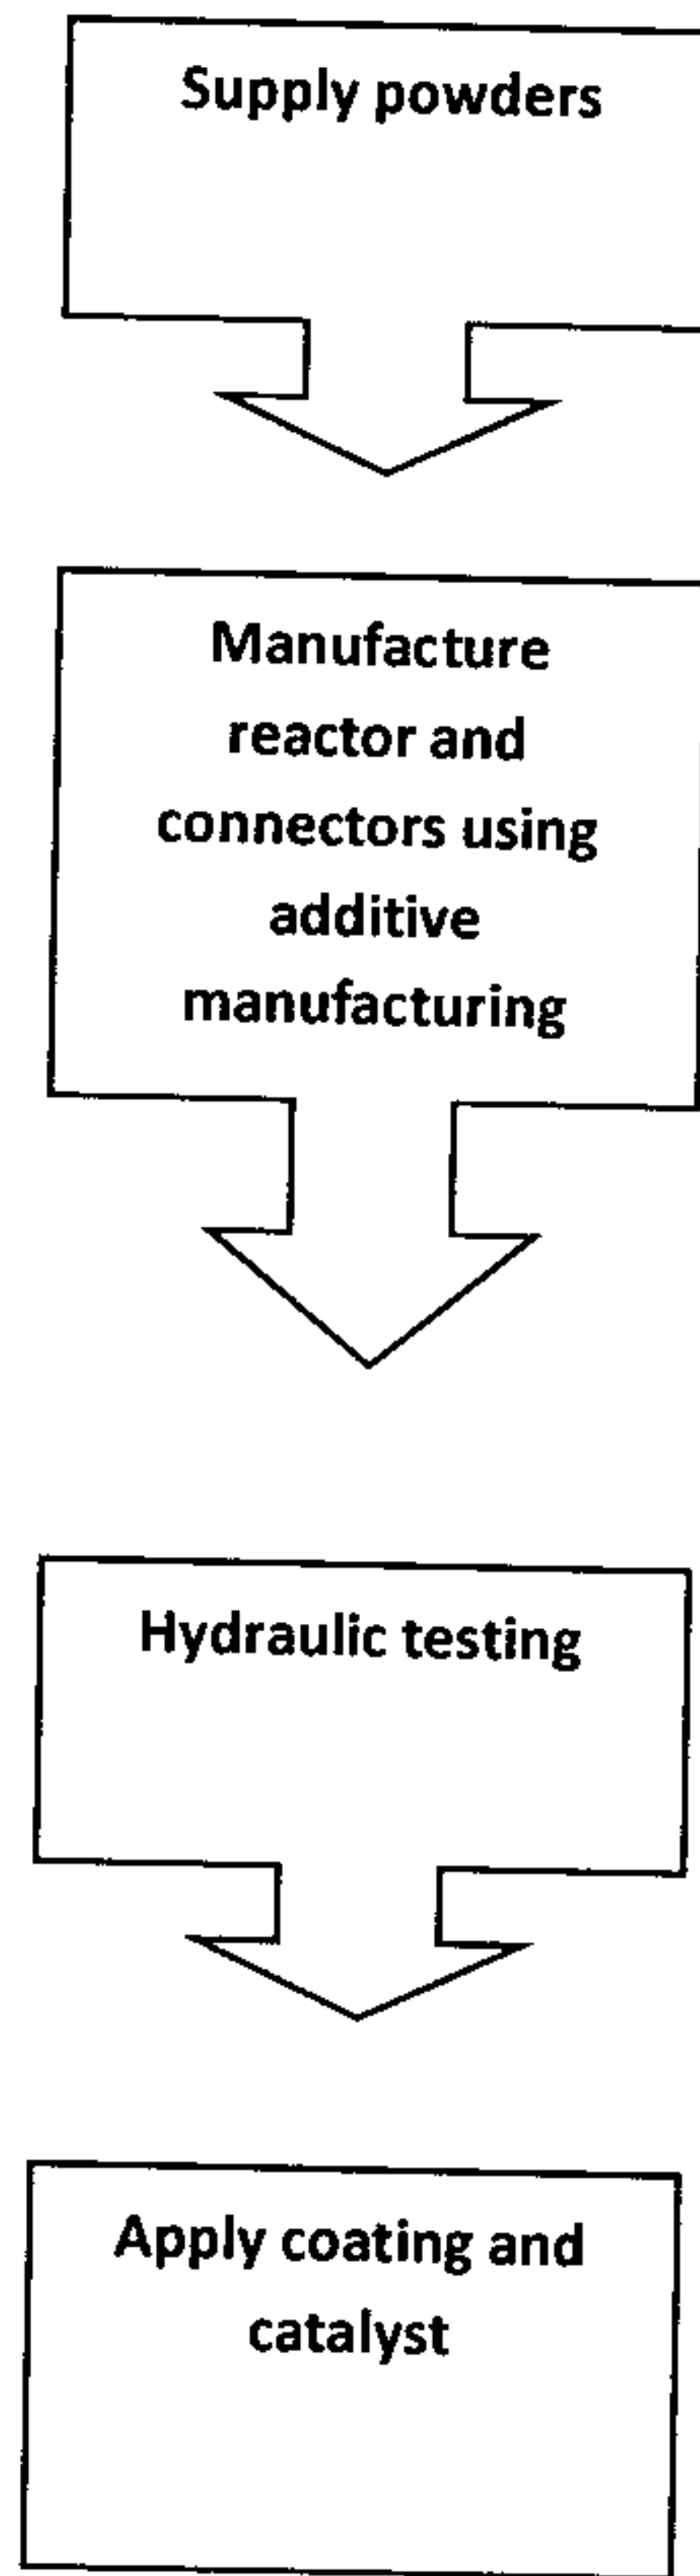 Supply powders
Manufacture
reactor and
connectors using
additive
manufacturing
Hydraulic testing
Apply coating and
catalyst